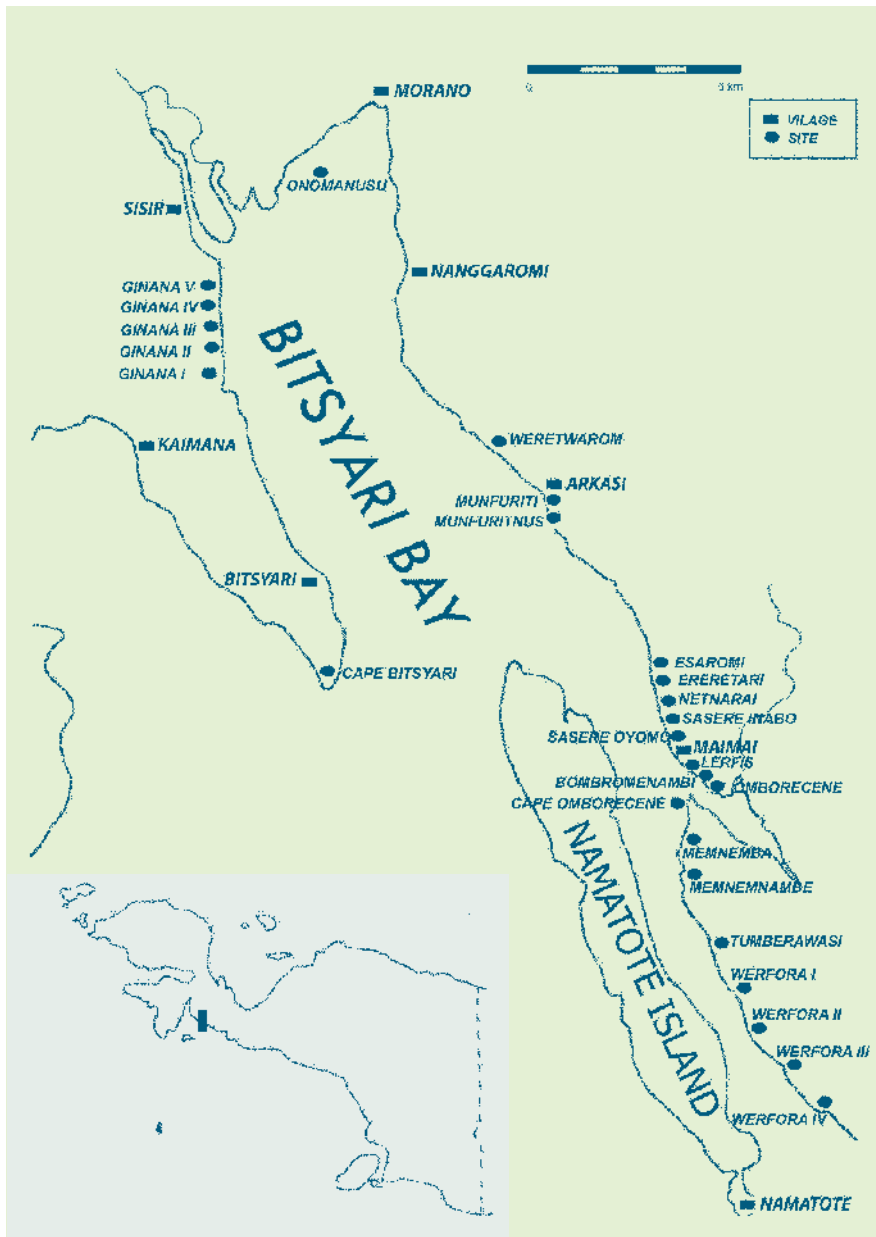 MORANO
0
5 km
VILAGE
SITE
ONOMANUSU
SISIR
NANGGAROMI
GINANA V
GINANA IV
GINANA III
GINANA II
GINANA I
BITSYARI BAY
KAIMANA
WERETWAROM
ARKASI
MUNFURITI
MUNFURITNUS
BITSYARI
CAPE BITSYARI
ESAROMI
ERERETARI
NETNARAI
SASERE INABO
SASERE OYOMO
MAIMAI
LERFIS
BOMBROMENAMBI
OMBORECENE
CAPE OMBORECENE
NAMATOTE ISLAND
MEMNEMBA
MEMNEMNAMBE
TUMBERAWASI
WERFORA I
WERFORA II
WERFORA III
WERFORA IV
NAMATOTE